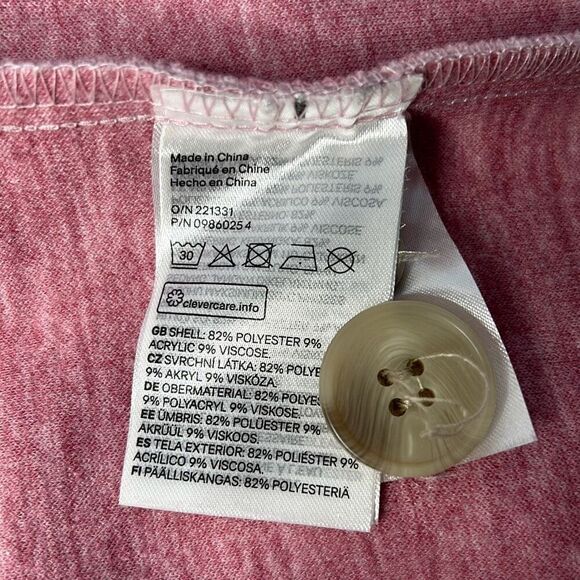 Made in China
Fabriqué en Chine
Hecho en China
O/N 221331
P/N 0986025 4
30
clevercare.info
GB SHELL: 82% POLYESTER 9%
ACRYLIC 9% VISCOSE.
CZ SVRCHNÍ LÁTKA: 82% POLYE
9% AKRYL 9% VISKÓZA.
DE OBERMATERIAL: 82% POLYES
9% POLYACRYL 9% VISKOSE.
EE ÜMBRIS: 82% POLÜESTER 9%
AKRÜÜL 9% VISKOOS.
ES TELA EXTERIOR: 82% POLIÉSTER 9%
ACRÍLICO 9% VISCOSA.
FI PÄÄLLISKANGAS: 82% POLYESTERIÄ